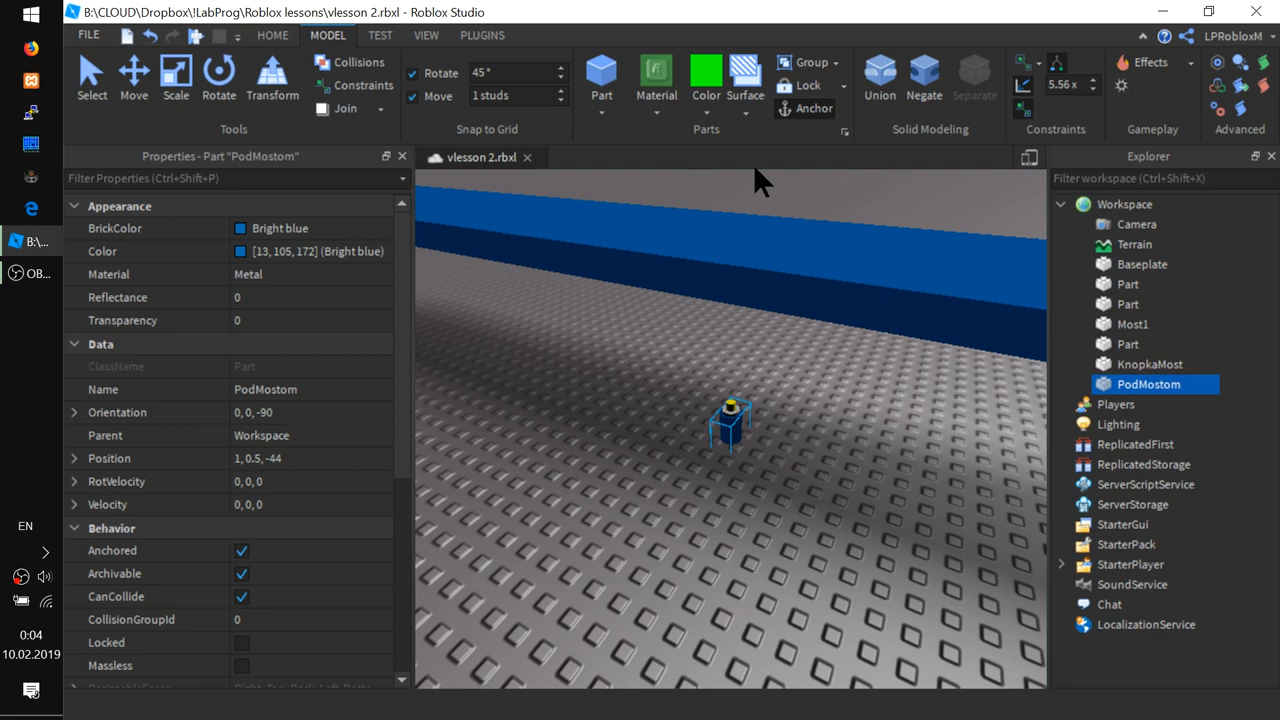 B:\CLOUD\Dropbox\!LabProg\Roblox lessons\vlesson 2.rbxl - Roblox Studio
FILE HOME MODEL TEST VIEW PLUGINS LPRobloxM
Select Move Scale Rotate Transform
Collisions
Constraints
Join
Tools
Rotate 45°
Move 1 studs
Snap to Grid
Part Material Color Surface
Group
Lock
Anchor
Parts
Union Negate Separate
Solid Modeling
5.56 x
Constraints
Effects
Gameplay
Advanced
Properties - Part "PodMostom"
Filter Properties (Ctrl+Shift+P)
Appearance
BrickColor Bright blue
Color [13, 105, 172] (Bright blue)
Material Metal
Reflectance 0
Transparency 0
Data
ClassName Part
Name PodMostom
Orientation 0, 0, -90
Parent Workspace
Position 1, 0.5, -44
RotVelocity 0, 0, 0
Velocity 0, 0, 0
Behavior
Anchored
Archivable
CanCollide
CollisionGroupId 0
Locked
Massless
vlesson 2.rbxl
Explorer
Filter workspace (Ctrl+Shift+X)
Workspace
Camera
Terrain
Baseplate
Part
Part
Most1
Part
KnopkaMost
PodMostom
Players
Lighting
ReplicatedFirst
ReplicatedStorage
ServerScriptService
ServerStorage
StarterGui
StarterPack
StarterPlayer
SoundService
Chat
LocalizationService
B:\...
OB...
EN
0:04
10.02.2019